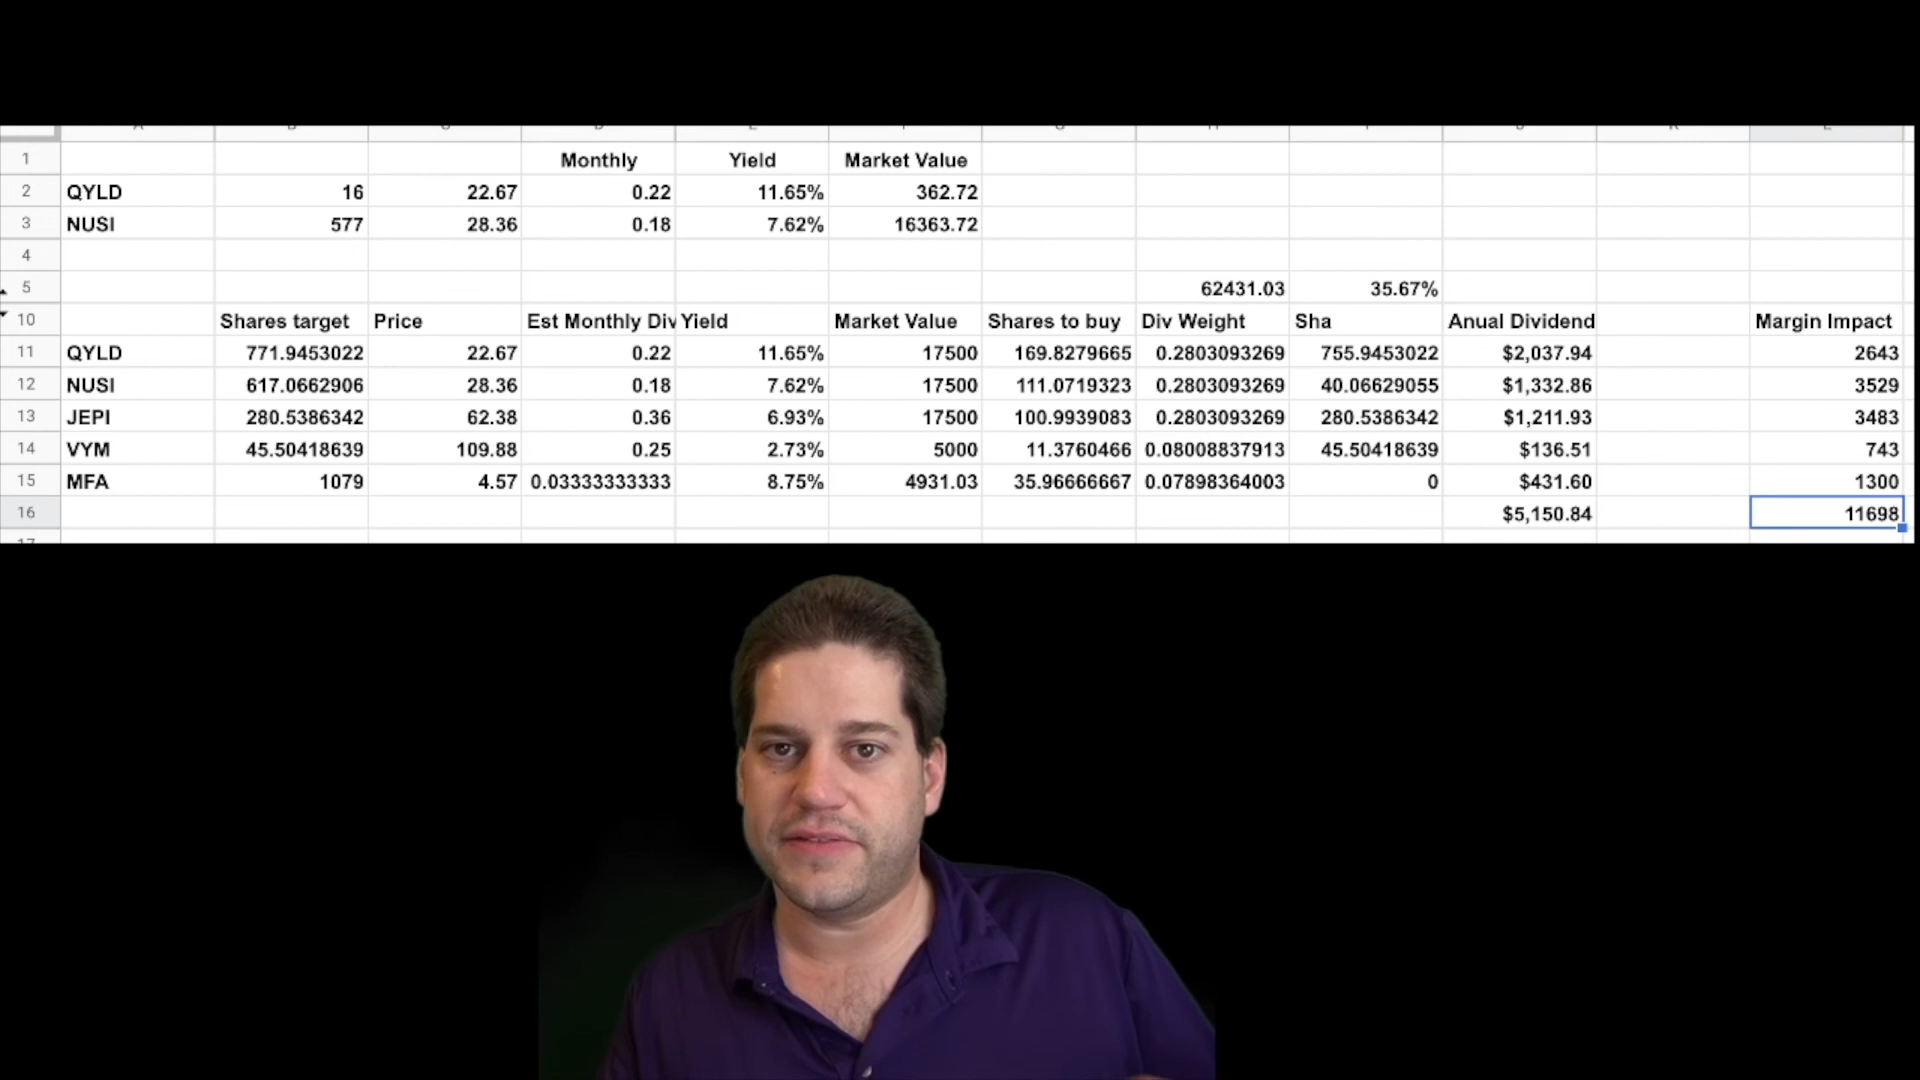 1 Monthly Yield Market Value
2 QYLD 16 22.67 0.22 11.65% 362.72
3 NUSI 577 28.36 0.18 7.62% 16363.72
4
5 62431.03 35.67%
10 Shares target Price Est Monthly Div Yield Market Value Shares to buy Div Weight Sha Anual Dividend Margin Impact
11 QYLD 771.9453022 22.67 0.22 11.65% 17500 169.8279665 0.2803093269 755.9453022 $2,037.94 2643
12 NUSI 617.0662906 28.36 0.18 7.62% 17500 111.0719323 0.2803093269 40.06629055 $1,332.86 3529
13 JEPI 280.5386342 62.38 0.36 6.93% 17500 100.9939083 0.2803093269 280.5386342 $1,211.93 3483
14 VYM 45.50418639 109.88 0.25 2.73% 5000 11.3760466 0.08008837913 45.50418639 $136.51 743
15 MFA 1079 4.57 0.03333333333 8.75% 4931.03 35.96666667 0.07898364003 0 $431.60 1300
16 $5,150.84 11698